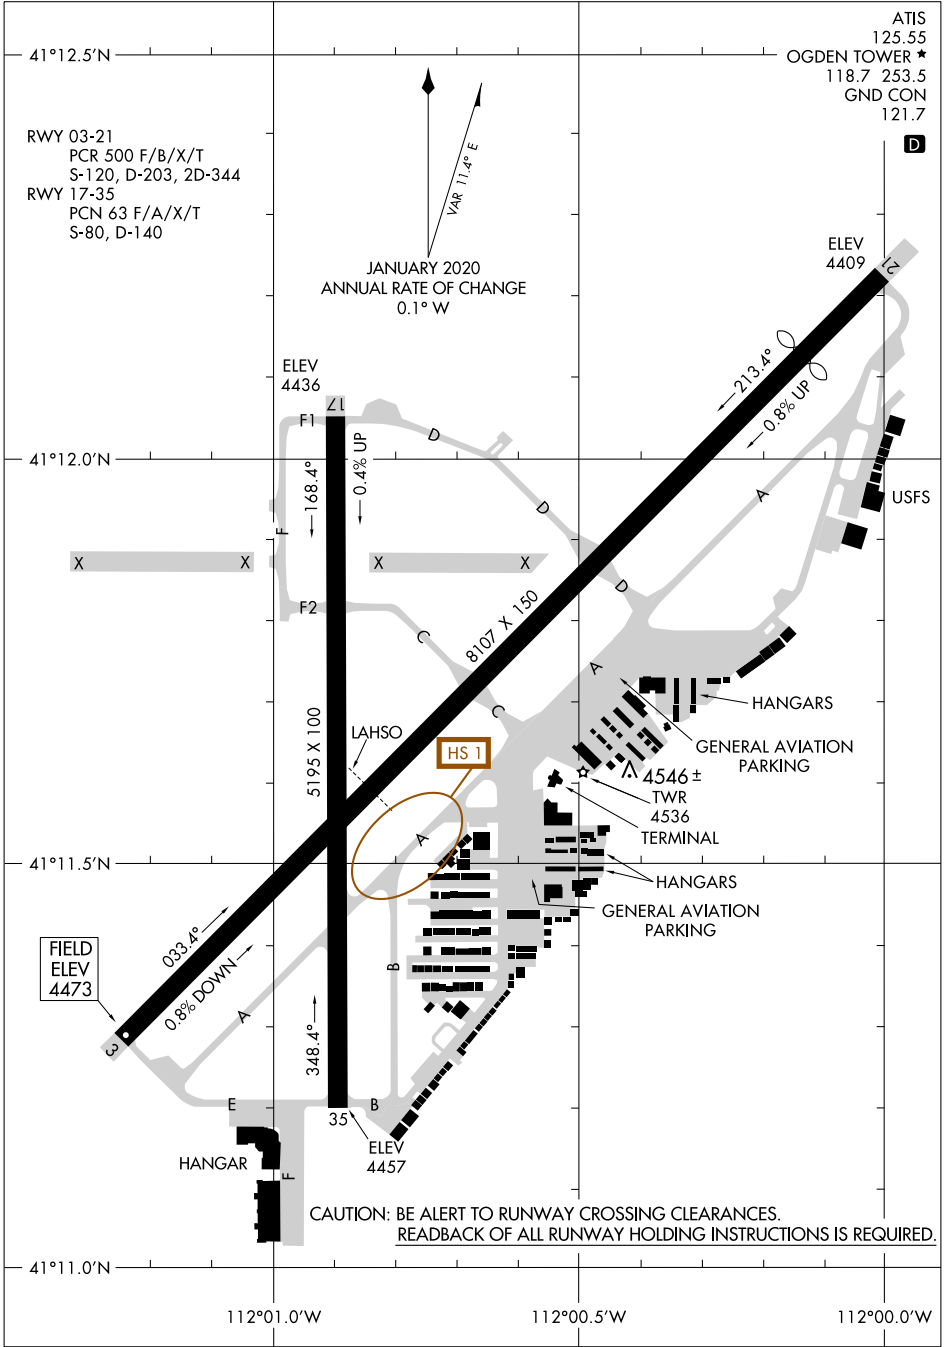 ATIS
125.55
41°12.5'N
OGDEN TOWER ★
118.7 253.5
GND CON
121.7
D
RWY 03-21
PCR 500 F/B/X/T
S-120, D-203, 2D-344
RWY 17-35
PCN 63 F/A/X/T
S-80, D-140
VAR 11.4° E
JANUARY 2020
ANNUAL RATE OF CHANGE
0.1° W
ELEV
4409
21
ELEV
4436
17
F1
D
213.4°
0.8% UP
41°12.0'N
168.4°
0.4% UP
A
USFS
D
F
X
X
X
X
D
F2
C
8107 X 150
A
C
HANGARS
GENERAL AVIATION
PARKING
5195 X 100
LAHSO
HS 1
4546 ±
TWR
4536
TERMINAL
A
41°11.5'N
HANGARS
GENERAL AVIATION
PARKING
033.4°
0.8% DOWN
FIELD
ELEV
4473
B
A
348.4°
3
E
B
35
ELEV
4457
HANGAR
F
CAUTION: BE ALERT TO RUNWAY CROSSING CLEARANCES.
READBACK OF ALL RUNWAY HOLDING INSTRUCTIONS IS REQUIRED.
41°11.0'N
112°01.0'W
112°00.5'W
112°00.0'W